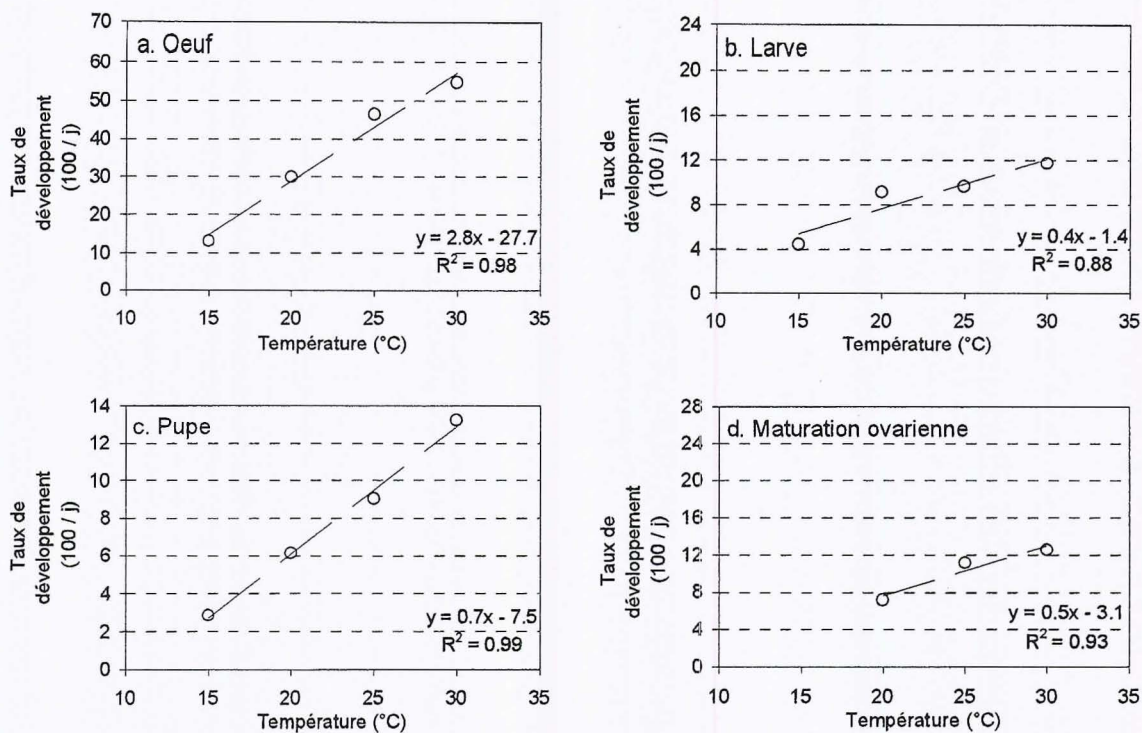 a. Oeuf
Taux de
développement
(100 / j)
70
60
50
40
30
20
10
0
y = 2.8x - 27.7
R² = 0.98
10 15 20 25 30 35
Température (°C)
b. Larve
Taux de
développement
(100 / j)
24
20
16
12
8
4
0
y = 0.4x - 1.4
R² = 0.88
10 15 20 25 30 35
Température (°C)
c. Pupe
Taux de
développement
(100 / j)
14
12
10
8
6
4
2
0
y = 0.7x - 7.5
R² = 0.99
10 15 20 25 30 35
Température (°C)
d. Maturation ovarienne
Taux de
développement
(100 / j)
28
24
20
16
12
8
4
0
y = 0.5x - 3.1
R² = 0.93
10 15 20 25 30 35
Température (°C)